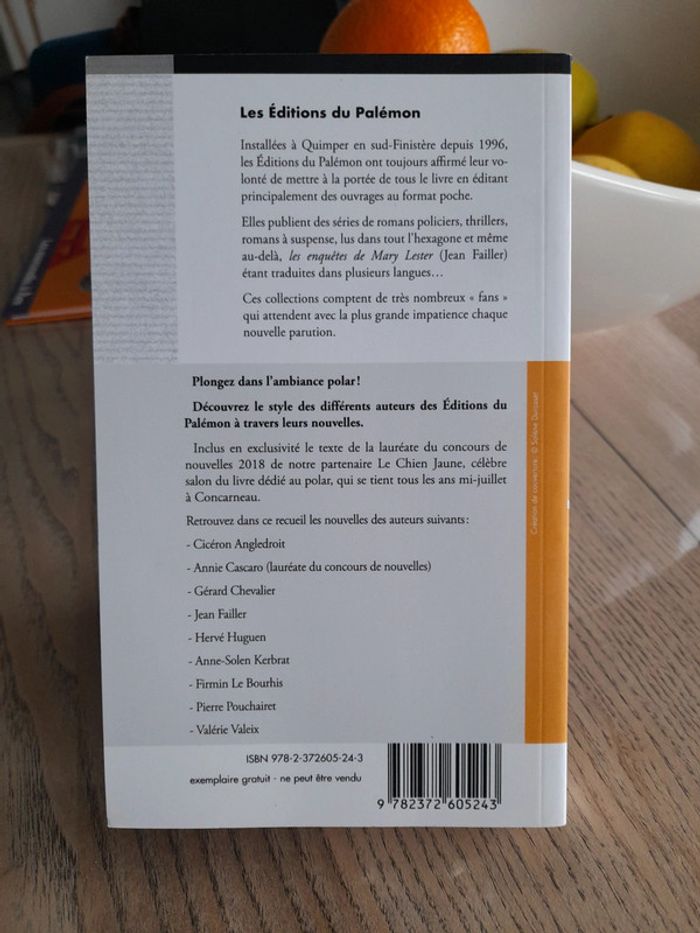 Les Éditions du Palémon
Installées à Quimper en sud-Finistère depuis 1996,
les Éditions du Palémon ont toujours affirmé leur vo-
lonté de mettre à la portée de tous le livre en éditant
principalement des ouvrages au format poche.
Elles publient des séries de romans policiers, thrillers,
romans à suspense, lus dans tout l'hexagone et même
au-delà, les enquêtes de Mary Lester (Jean Failler)
étant traduites dans plusieurs langues…
Ces collections comptent de très nombreux « fans »
qui attendent avec la plus grande impatience chaque
nouvelle parution.
Plongez dans l'ambiance polar!
Découvrez le style des différents auteurs des Éditions du
Palémon à travers leurs nouvelles.
Inclus en exclusivité le texte de la lauréate du concours de
nouvelles 2018 de notre partenaire Le Chien Jaune, célèbre
salon du livre dédié au polar, qui se tient tous les ans mi-juillet
à Concarneau.
Retrouvez dans ce recueil les nouvelles des auteurs suivants:
- Cicéron Angledroit
- Annie Cascaro (lauréate du concours de nouvelles)
- Gérard Chevalier
- Jean Failler
- Hervé Huguen
- Anne-Solen Kerbrat
- Firmin Le Bourhis
- Pierre Pouchairet
- Valérie Valeix
ISBN 978-2-372605-24-3
exemplaire gratuit - ne peut être vendu
9 782372 605243
Création de couverture : © Solène